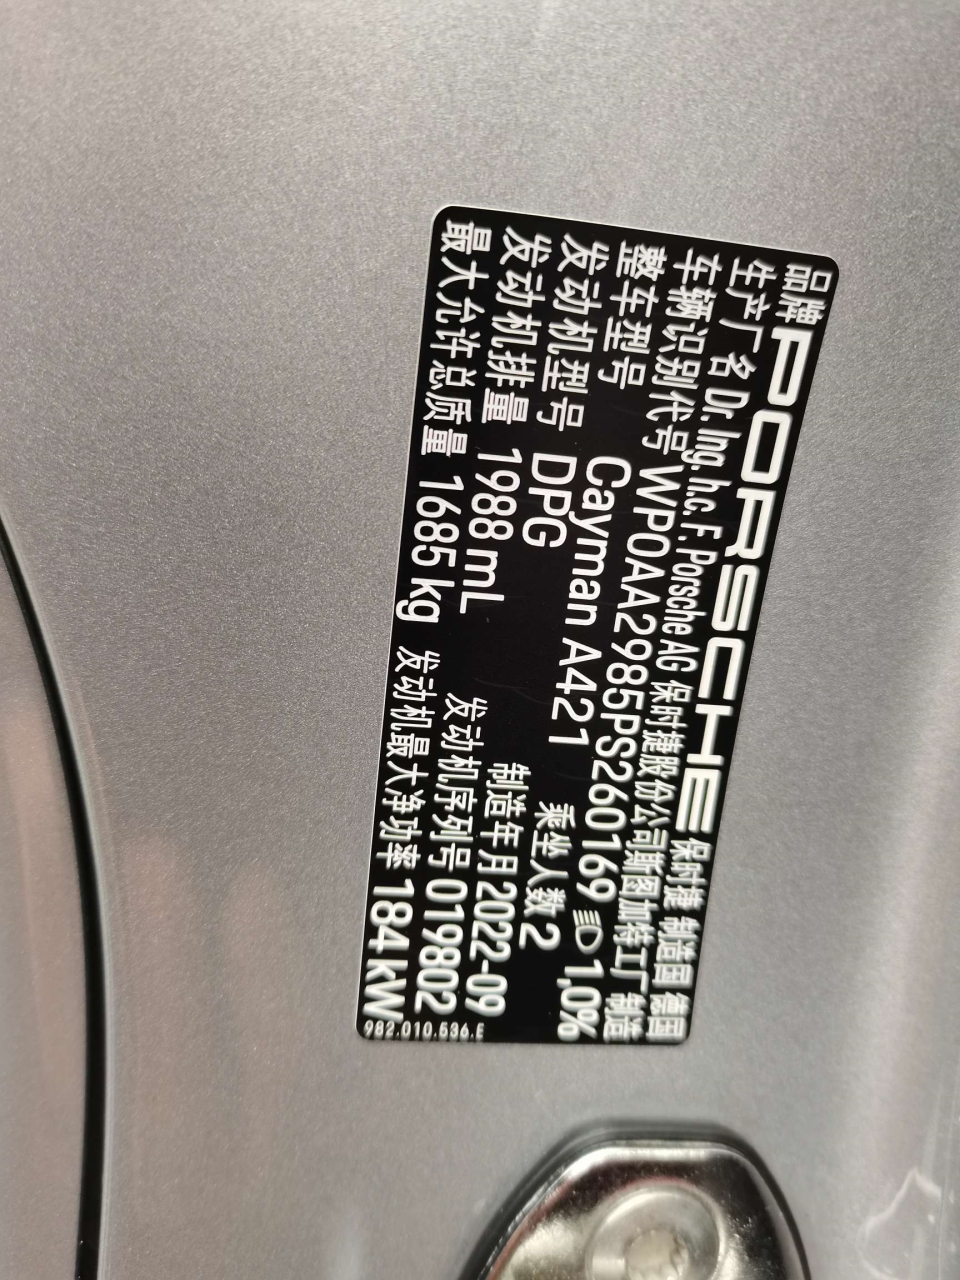 品牌 PORSCHE 保时捷 制造国 德国
生产厂名 Dr. Ing. h.c. F. Porsche AG 保时捷股份公司斯图加特工厂 制造
车辆识别代号 WP0AA2985PS260169 1,0%
整车型号 Cayman A421 乘坐人数 2
发动机型号 DPG 制造年月 2022-09
发动机排量 1988 mL 发动机序列号 019802
最大允许总质量 1685 kg 发动机最大净功率 184 kW
982.010.536.E